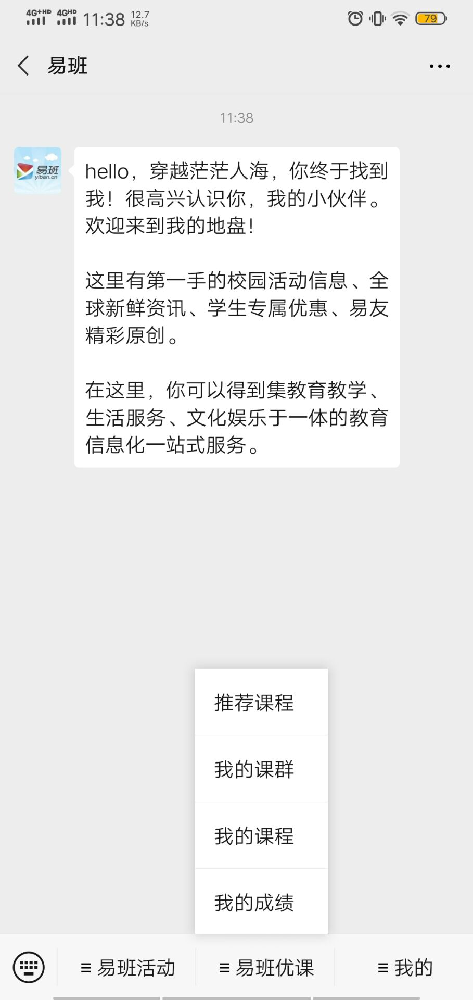 4G+HD 4GHD 11:38 12.7 KB/s 79
易班
11:38
易班
yiban.cn
hello，穿越茫茫人海，你终于找到
我！很高兴认识你，我的小伙伴。
欢迎来到我的地盘！
这里有第一手的校园活动信息、全
球新鲜资讯、学生专属优惠、易友
精彩原创。
在这里，你可以得到集教育教学、
生活服务、文化娱乐于一体的教育
信息化一站式服务。
推荐课程
我的课群
我的课程
我的成绩
易班活动 易班优课 我的